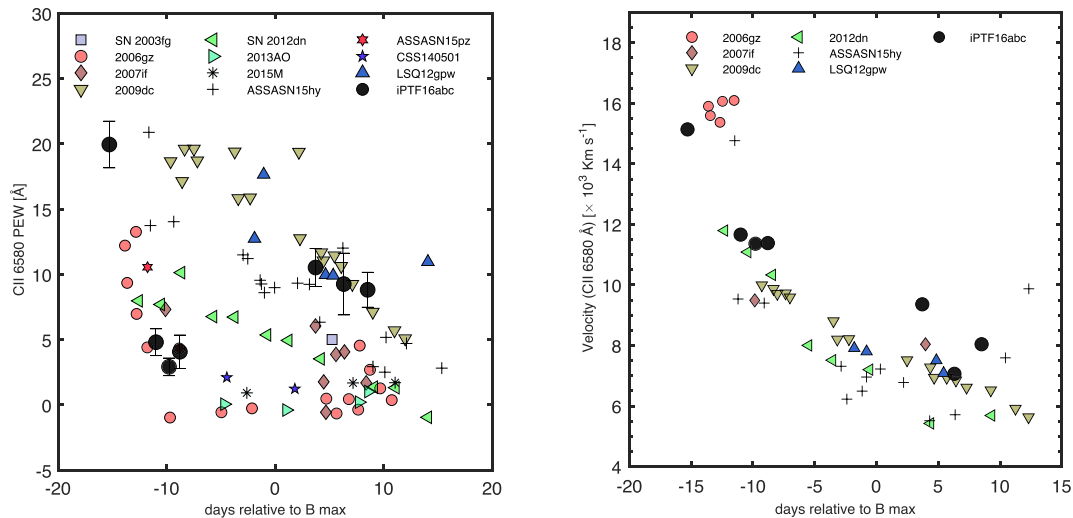 30
25
20
15
10
5
0
-5
-20
-10
0
10
20
days relative to B max
CII 6580 PEW [Å]
SN 2003fg
2006gz
2007if
2009dc
SN 2012dn
2013AO
2015M
ASSASN15hy
ASSASN15pz
CSS140501
LSQ12gpw
iPTF16abc
18
16
14
12
10
8
6
4
-20
-15
-10
-5
0
5
10
15
days relative to B max
Velocity (CII 6580 Å) [× 10³ Km s⁻¹]
2006gz
2007if
2009dc
2012dn
ASSASN15hy
LSQ12gpw
iPTF16abc